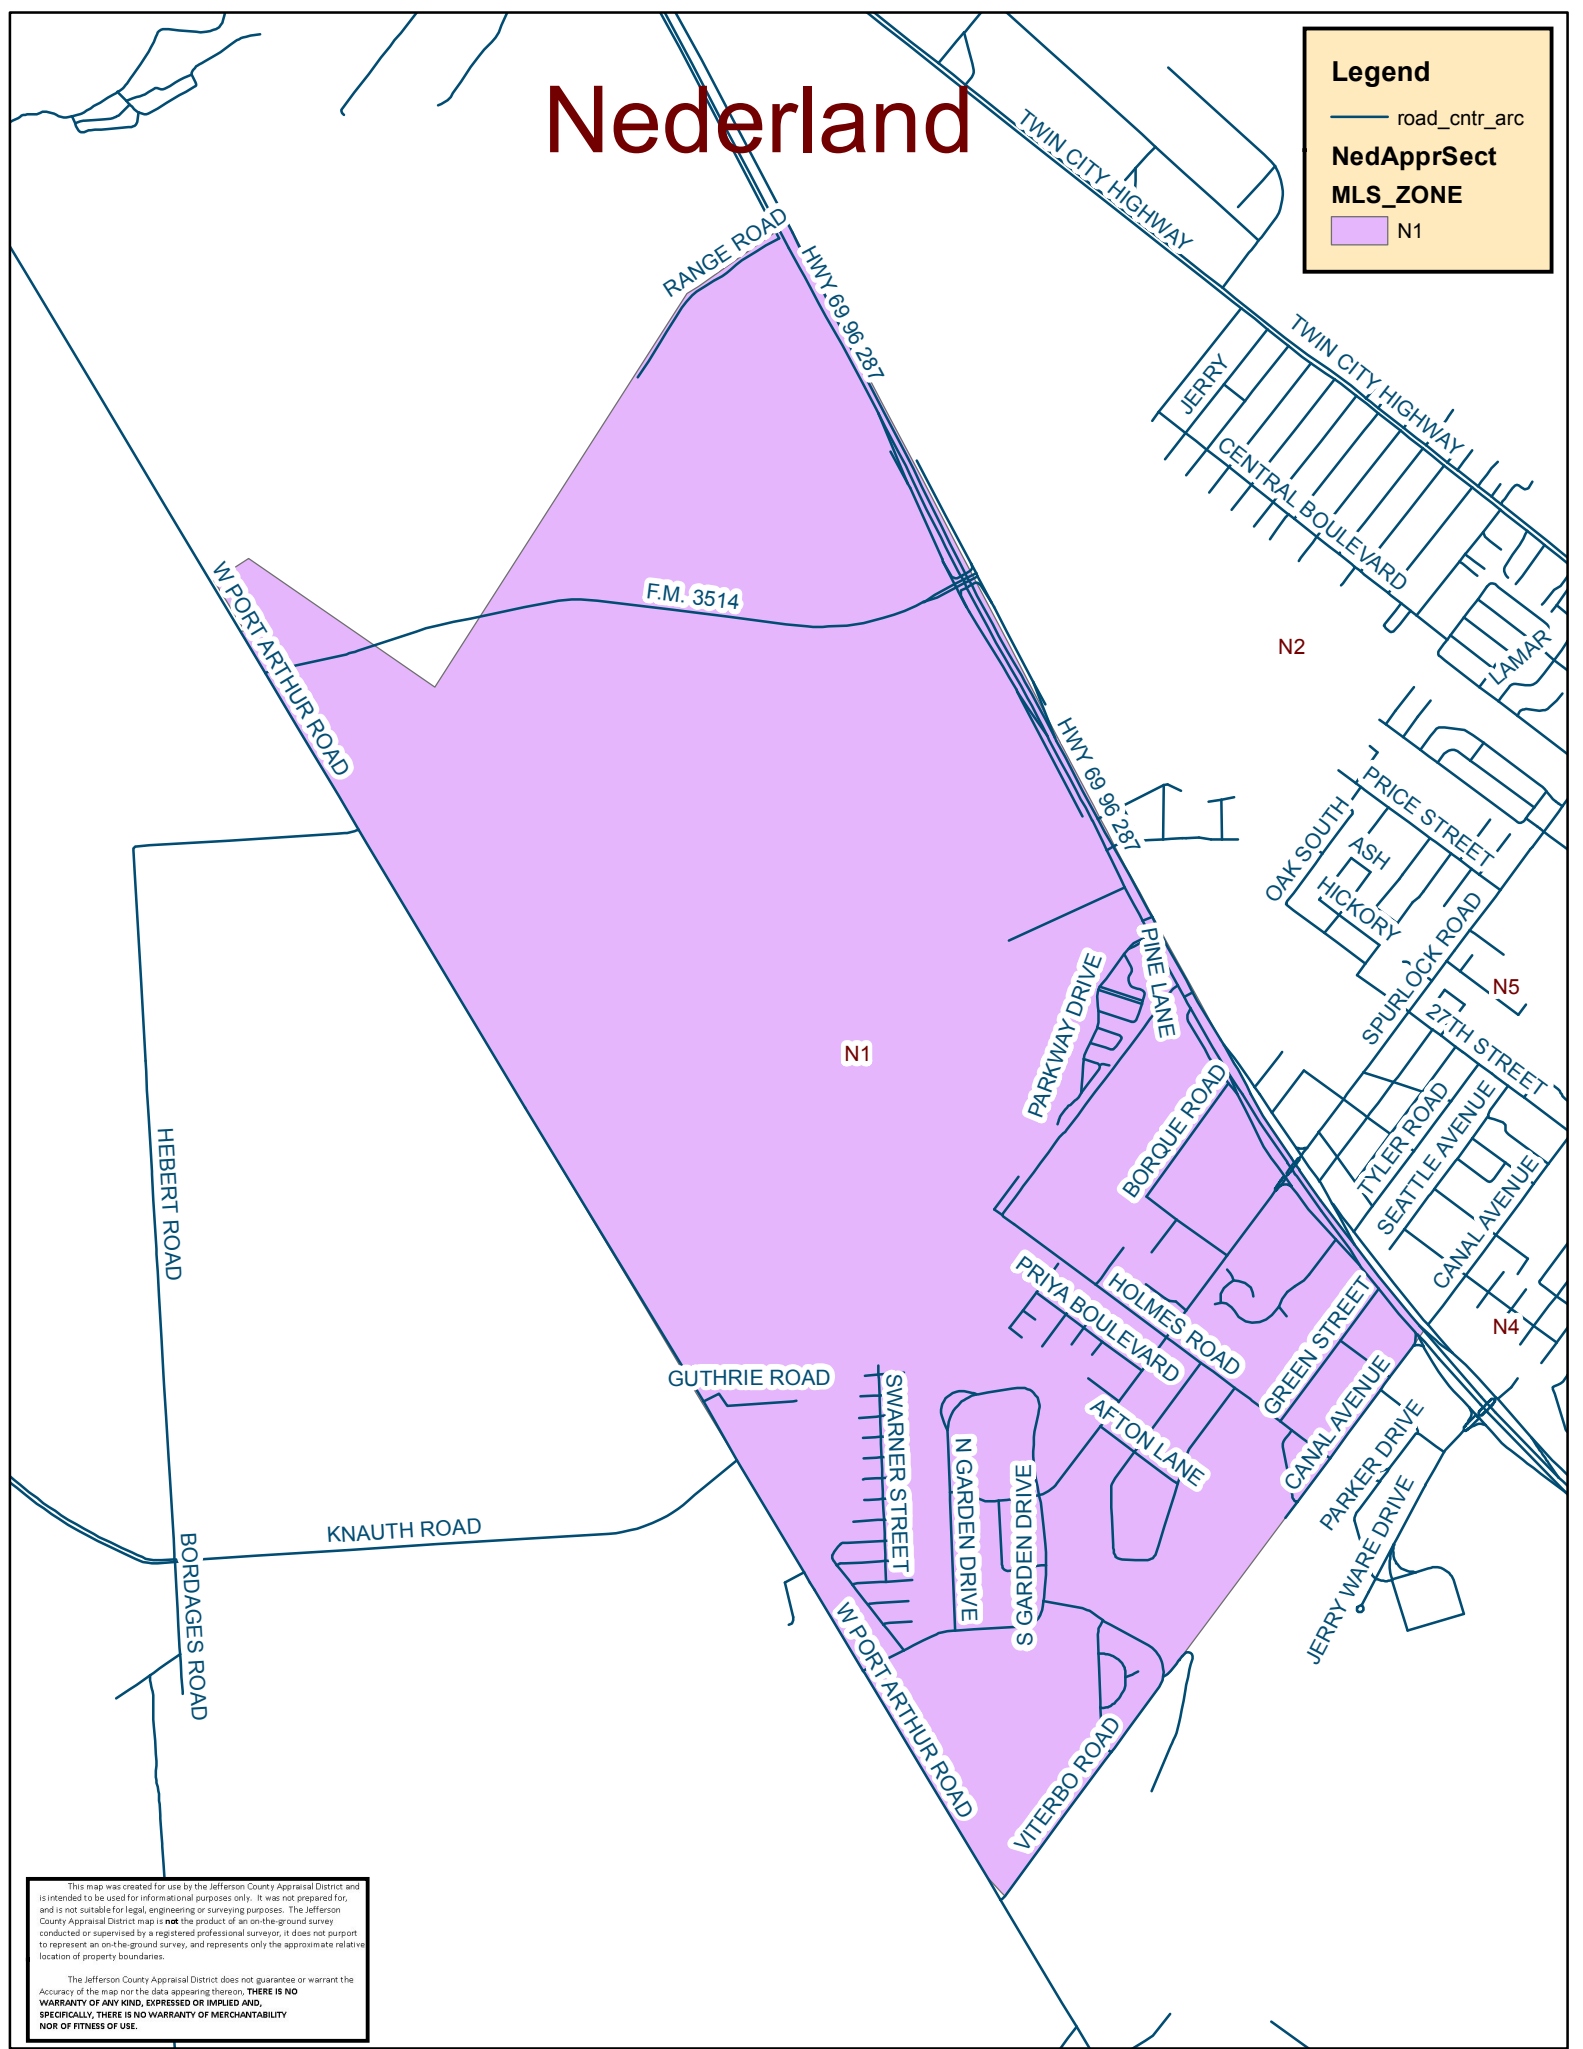 Nederland
Legend
road_cntr_arc
NedApprSect
MLS_ZONE
N1
TWIN CITY HIGHWAY
RANGE ROAD
HWY 69 96 287
TWIN CITY HIGHWAY
JERRY
CENTRAL BOULEVARD
W PORT ARTHUR ROAD
F.M. 3514
N2
LAMAR
HWY 69 96 287
PRICE STREET
OAK SOUTH
ASH
HICKORY
SPURLOCK ROAD
PINE LANE
PARKWAY DRIVE
N5
27TH STREET
N1
BORQUE ROAD
TYLER ROAD
SEATTLE AVENUE
CANAL AVENUE
HEBERT ROAD
PRIYA BOULEVARD
HOLMES ROAD
GREEN STREET
N4
GUTHRIE ROAD
SWARNER STREET
AFTON LANE
CANAL AVENUE
N GARDEN DRIVE
S GARDEN DRIVE
PARKER DRIVE
JERRY WARE DRIVE
KNAUTH ROAD
BORDAGES ROAD
W PORT ARTHUR ROAD
VITERBO ROAD
This map was created for use by the Jefferson County Appraisal District and
is intended to be used for informational purposes only. It was not prepared for,
and is not suitable for legal, engineering or surveying purposes. The Jefferson
County Appraisal District map is not the product of an on-the-ground survey
conducted or supervised by a registered professional surveyor, it does not purport
to represent an on-the-ground survey, and represents only the approximate relative
location of property boundaries.
The Jefferson County Appraisal District does not guarantee or warrant the
Accuracy of the map nor the data appearing thereon, THERE IS NO
WARRANTY OF ANY KIND, EXPRESSED OR IMPLIED AND,
SPECIFICALLY, THERE IS NO WARRANTY OF MERCHANTABILITY
NOR OF FITNESS OF USE.